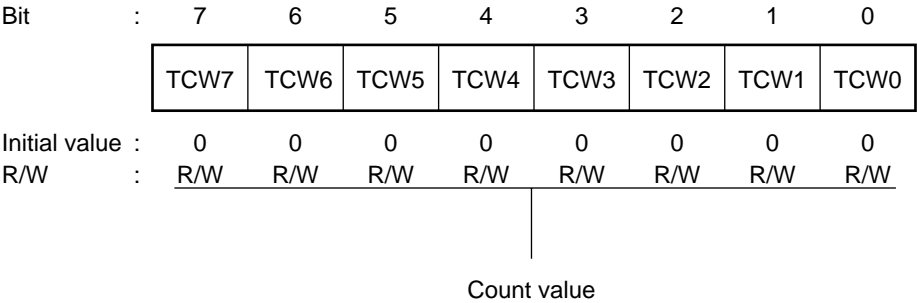 Bit : 7 6 5 4 3 2 1 0
TCW7 TCW6 TCW5 TCW4 TCW3 TCW2 TCW1 TCW0
Initial value : 0 0 0 0 0 0 0 0
R/W : R/W R/W R/W R/W R/W R/W R/W R/W
Count value